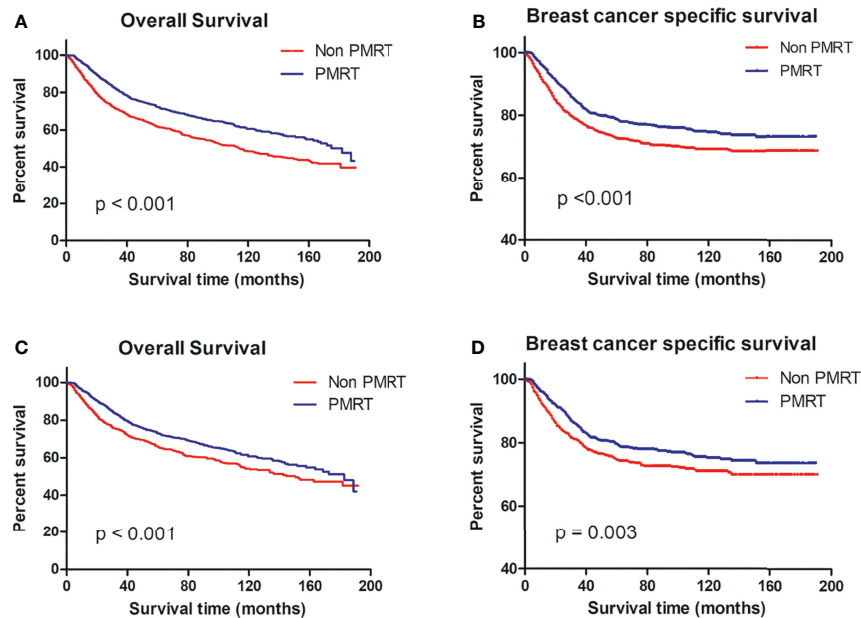 A
Overall Survival
Non PMRT
PMRT
Percent survival
100
80
60
40
20
0
p < 0.001
0 40 80 120 160 200
Survival time (months)
B
Breast cancer specific survival
Non PMRT
PMRT
Percent survival
100
80
60
40
p <0.001
0 40 80 120 160 200
Survival time (months)
C
Overall Survival
Non PMRT
PMRT
Percent survival
100
80
60
40
20
0
p < 0.001
0 40 80 120 160 200
Survival time (months)
D
Breast cancer specific survival
Non PMRT
PMRT
Percent survival
100
80
60
40
p = 0.003
0 40 80 120 160 200
Survival time (months)